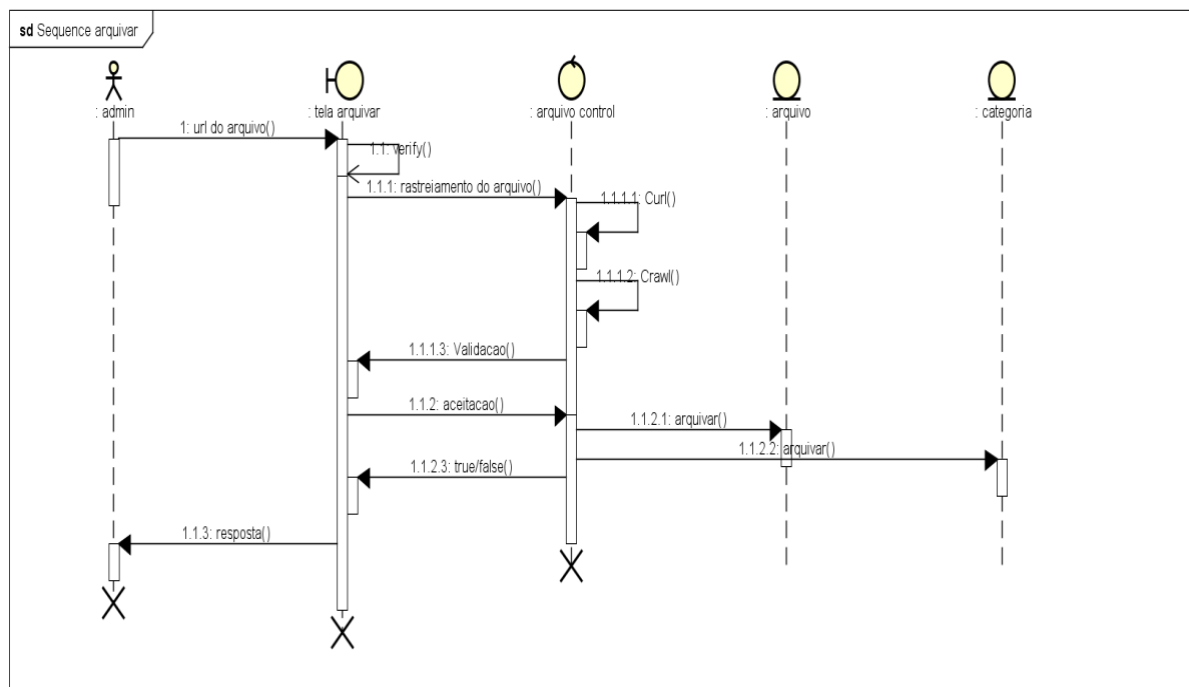 sd Sequence arquivar
: admin
: tela arquivar
: arquivo control
: arquivo
: categoria
1: url do arquivo()
1.1: verify()
1.1.1: rastreiamento do arquivo()
1.1.1.1: Curl()
1.1.1.2: Crawl()
1.1.1.3: Validacao()
1.1.2: aceitacao()
1.1.2.1: arquivar()
1.1.2.2: arquivar()
1.1.2.3: true/false()
1.1.3: resposta()